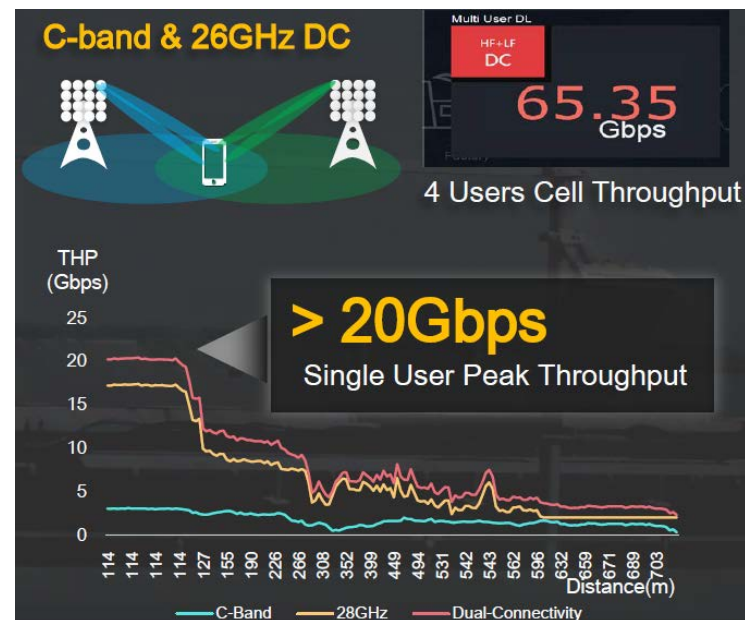 C-band & 26GHz DC
Multi User DL
HF+LF
DC
65.35
Gbps
Factory
4 Users Cell Throughput
THP
(Gbps)
> 20Gbps
Single User Peak Throughput
25
20
15
10
5
0
114
114
114
114
127
155
190
226
266
308
352
399
449
494
531
542
543
562
596
632
659
671
689
703
Distance(m)
C-Band
28GHz
Dual-Connectivity